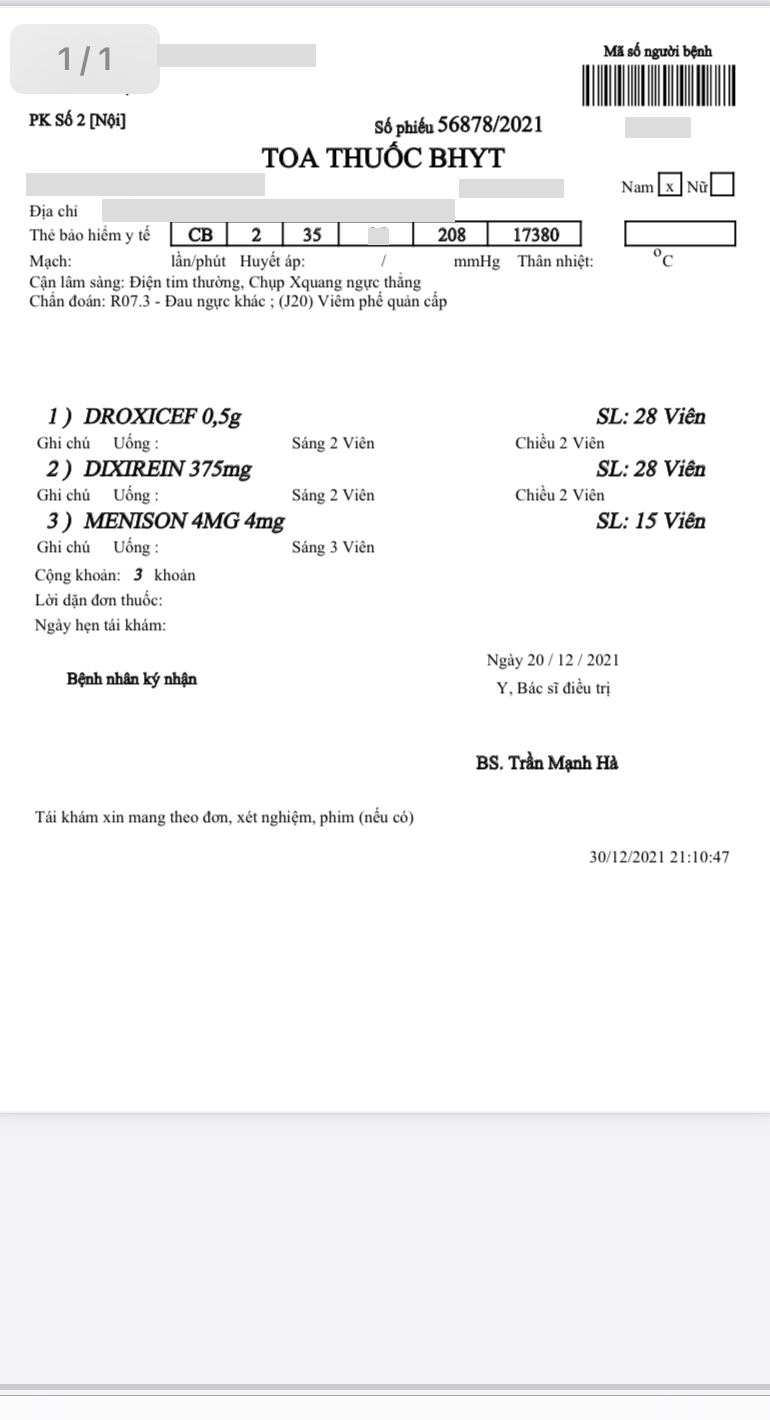 1/1
Mã số người bệnh
PK Số 2 [Nội]
Số phiếu 56878/2021
TOA THUỐC BHYT
Nam x Nữ
Địa chỉ
Thẻ bảo hiểm y tế CB 2 35 208 17380
Mạch: lần/phút Huyết áp: / mmHg Thân nhiệt: °C
Cận lâm sàng: Điện tim thường, Chụp Xquang ngực thẳng
Chẩn đoán: R07.3 - Đau ngực khác ; (J20) Viêm phế quản cấp
1 ) DROXICEF 0,5g SL: 28 Viên
Ghi chú Uống : Sáng 2 Viên Chiều 2 Viên
2 ) DIXIREIN 375mg SL: 28 Viên
Ghi chú Uống : Sáng 2 Viên Chiều 2 Viên
3 ) MENISON 4MG 4mg SL: 15 Viên
Ghi chú Uống : Sáng 3 Viên
Cộng khoản: 3 khoản
Lời dặn đơn thuốc:
Ngày hẹn tái khám:
Ngày 20 / 12 / 2021
Bệnh nhân ký nhận
Y, Bác sĩ điều trị
BS. Trần Mạnh Hà
Tái khám xin mang theo đơn, xét nghiệm, phim (nếu có)
30/12/2021 21:10:47